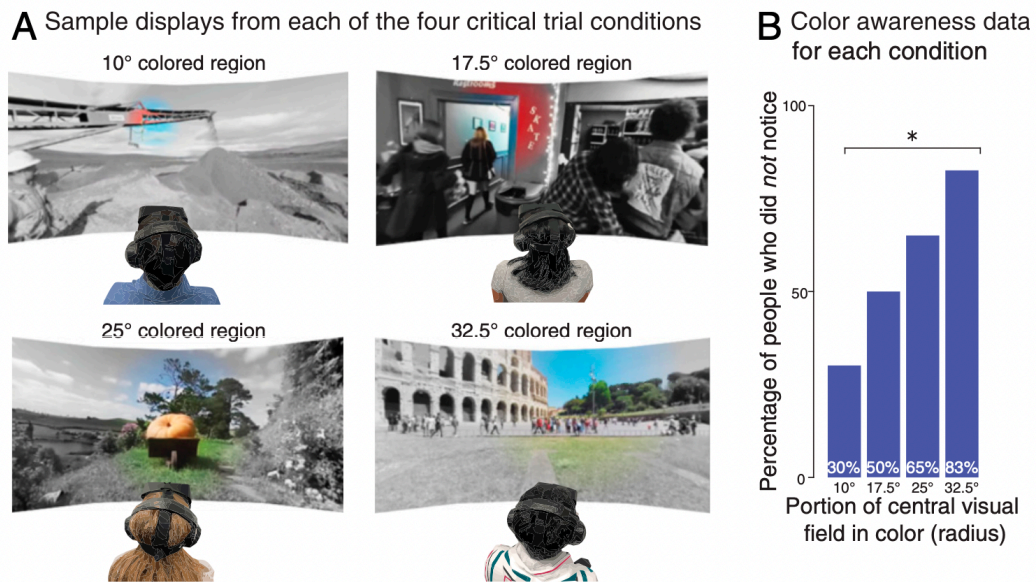 A Sample displays from each of the four critical trial conditions
10° colored region
17.5° colored region
SKATE
25° colored region
32.5° colored region
B Color awareness data
for each condition
Percentage of people who did not notice
100
50
0
*
30% 50% 65% 83%
10° 17.5° 25° 32.5°
Portion of central visual
field in color (radius)